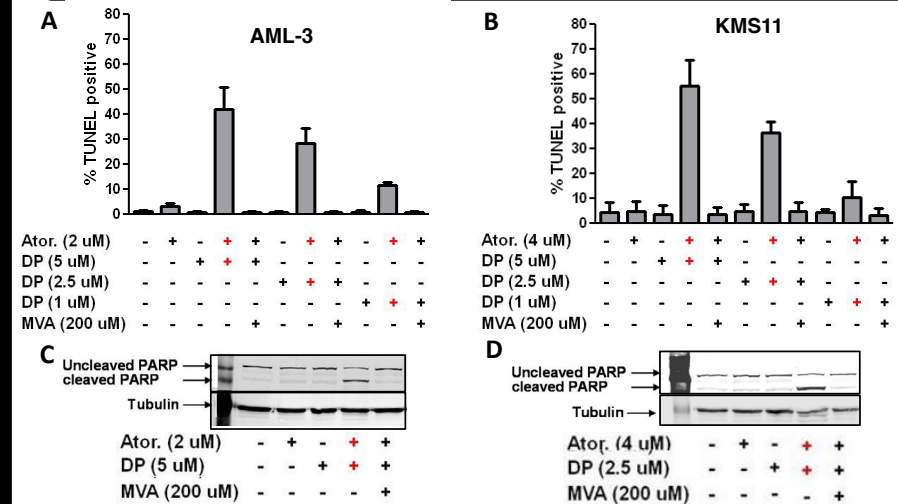 A
AML-3
% TUNEL positive
80
70
60
50
40
30
20
10
0
Ator. (2 uM) - + - + + - + + - + +
DP (5 uM) - - + + + - - - - - -
DP (2.5 uM) - - - - - + + + - - -
DP (1 uM) - - - - - - - - + + +
MVA (200 uM) - - - - + - - + - - +
B
KMS11
% TUNEL positive
80
70
60
50
40
30
20
10
0
Ator. (4 uM) - + - + + - + + - + +
DP (5 uM) - - + + + - - - - - -
DP (2.5 uM) - - - - - + + + - - -
DP (1 uM) - - - - - - - - + + +
MVA (200 uM) - - - - + - - + - - +
C
Uncleaved PARP
cleaved PARP
Tubulin
Ator. (2 uM) - + - + +
DP (5 uM) - - + + +
MVA (200 uM) - - - - +
D
Uncleaved PARP
cleaved PARP
Tubulin
Ator. (4 uM) - + - + +
DP (2.5 uM) - - + + +
MVA (200 uM) - - - - +